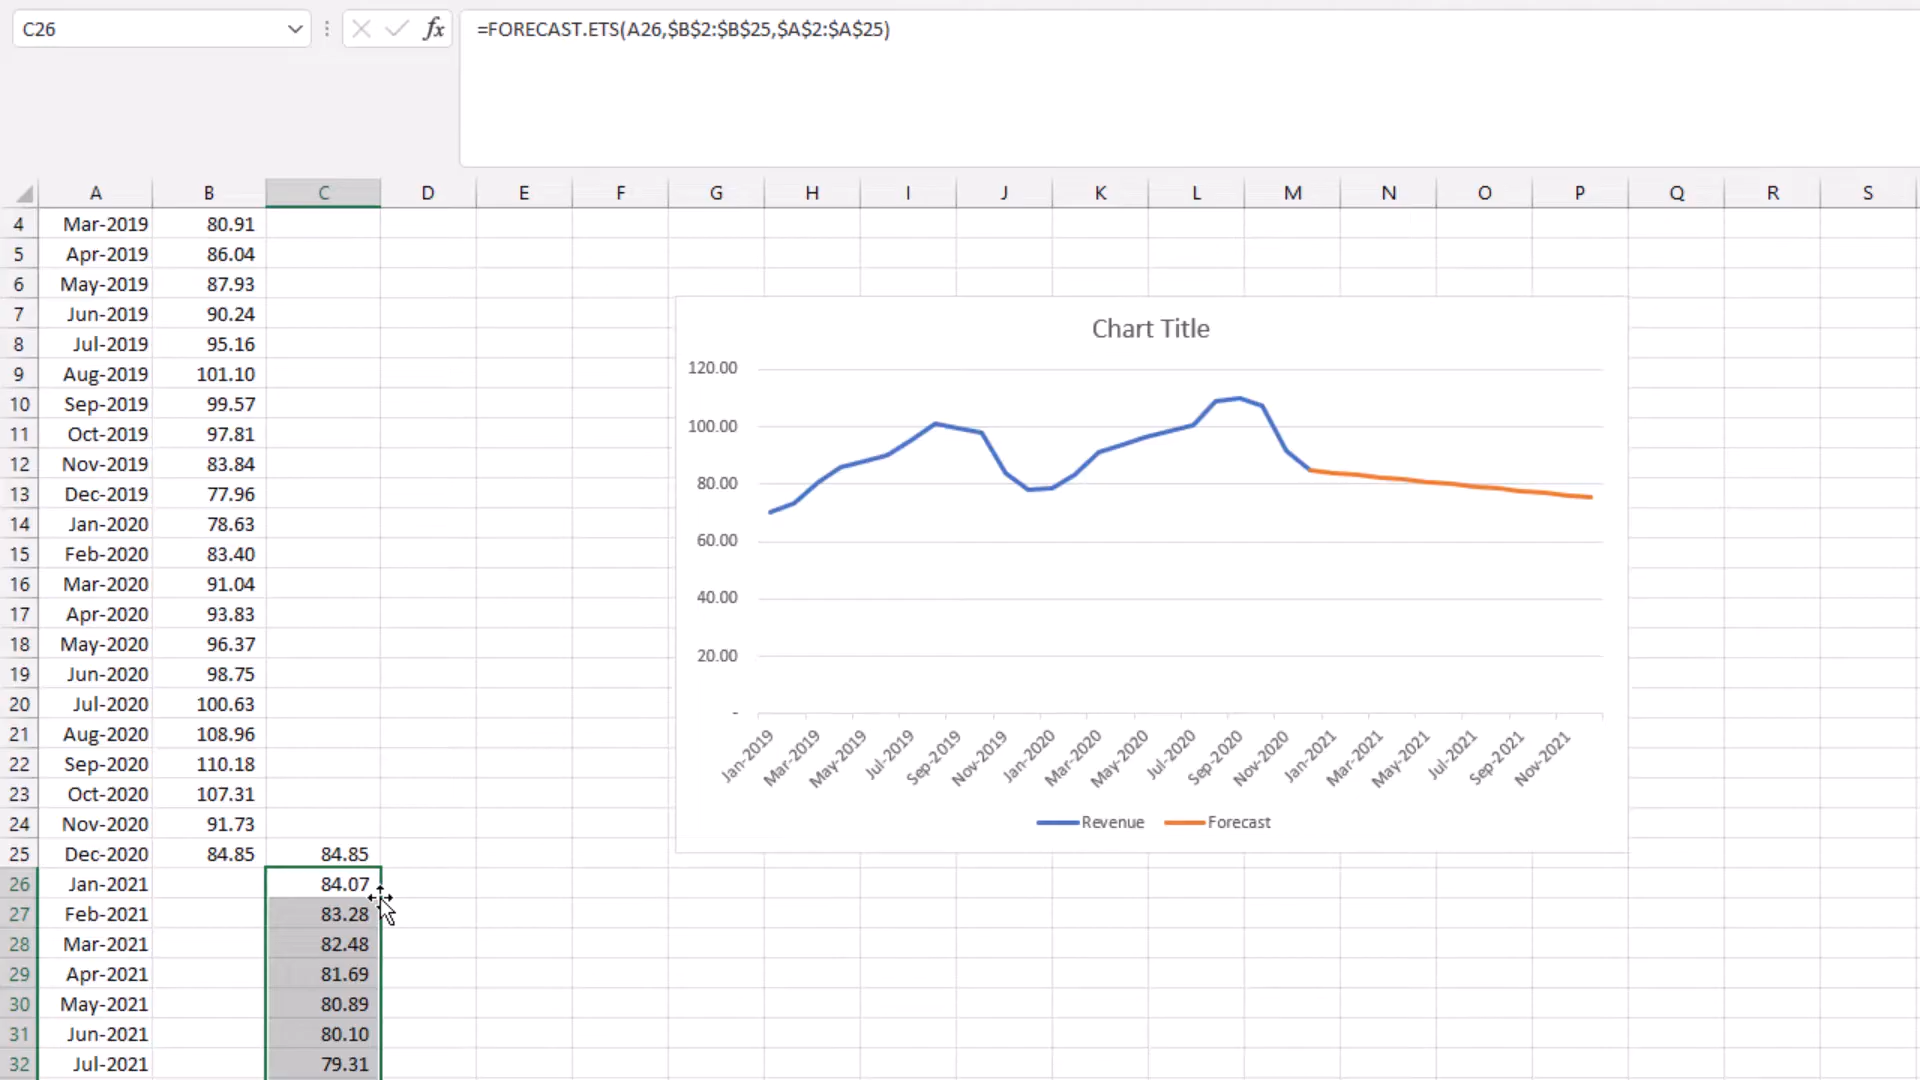 C26 fx =FORECAST.ETS(A26,$B$2:$B$25,$A$2:$A$25)
A B C D E F G H I J K L M N O P Q R S
4 Mar-2019 80.91
5 Apr-2019 86.04
6 May-2019 87.93
7 Jun-2019 90.24
8 Jul-2019 95.16
9 Aug-2019 101.10
10 Sep-2019 99.57
11 Oct-2019 97.81
12 Nov-2019 83.84
13 Dec-2019 77.96
14 Jan-2020 78.63
15 Feb-2020 83.40
16 Mar-2020 91.04
17 Apr-2020 93.83
18 May-2020 96.37
19 Jun-2020 98.75
20 Jul-2020 100.63
21 Aug-2020 108.96
22 Sep-2020 110.18
23 Oct-2020 107.31
24 Nov-2020 91.73
25 Dec-2020 84.85 84.85
26 Jan-2021 84.07
27 Feb-2021 83.28
28 Mar-2021 82.48
29 Apr-2021 81.69
30 May-2021 80.89
31 Jun-2021 80.10
32 Jul-2021 79.31
Chart Title
120.00
100.00
80.00
60.00
40.00
20.00
-
Jan-2019 Mar-2019 May-2019 Jul-2019 Sep-2019 Nov-2019 Jan-2020 Mar-2020 May-2020 Jul-2020 Sep-2020 Nov-2020 Jan-2021 Mar-2021 May-2021 Jul-2021 Sep-2021 Nov-2021
Revenue Forecast